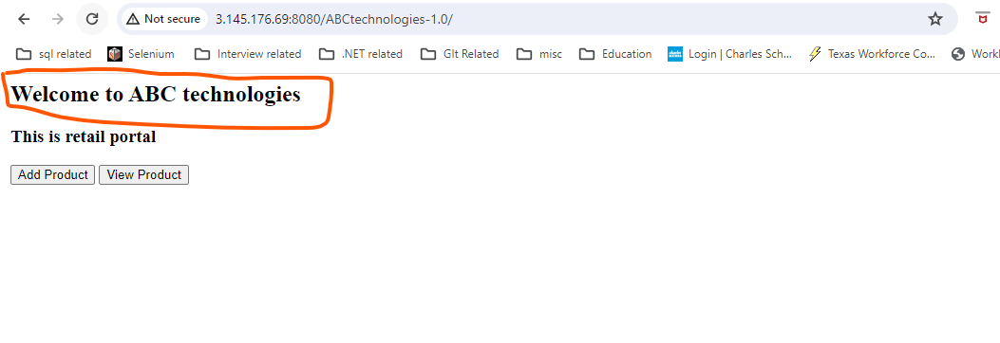 Not secure 3.145.176.69:8080/ABCtechnologies-1.0/
sql related Selenium Interview related .NET related GIt Related misc Education Login | Charles Sch... Texas Workforce Co... Workl
Welcome to ABC technologies
This is retail portal
Add Product View Product